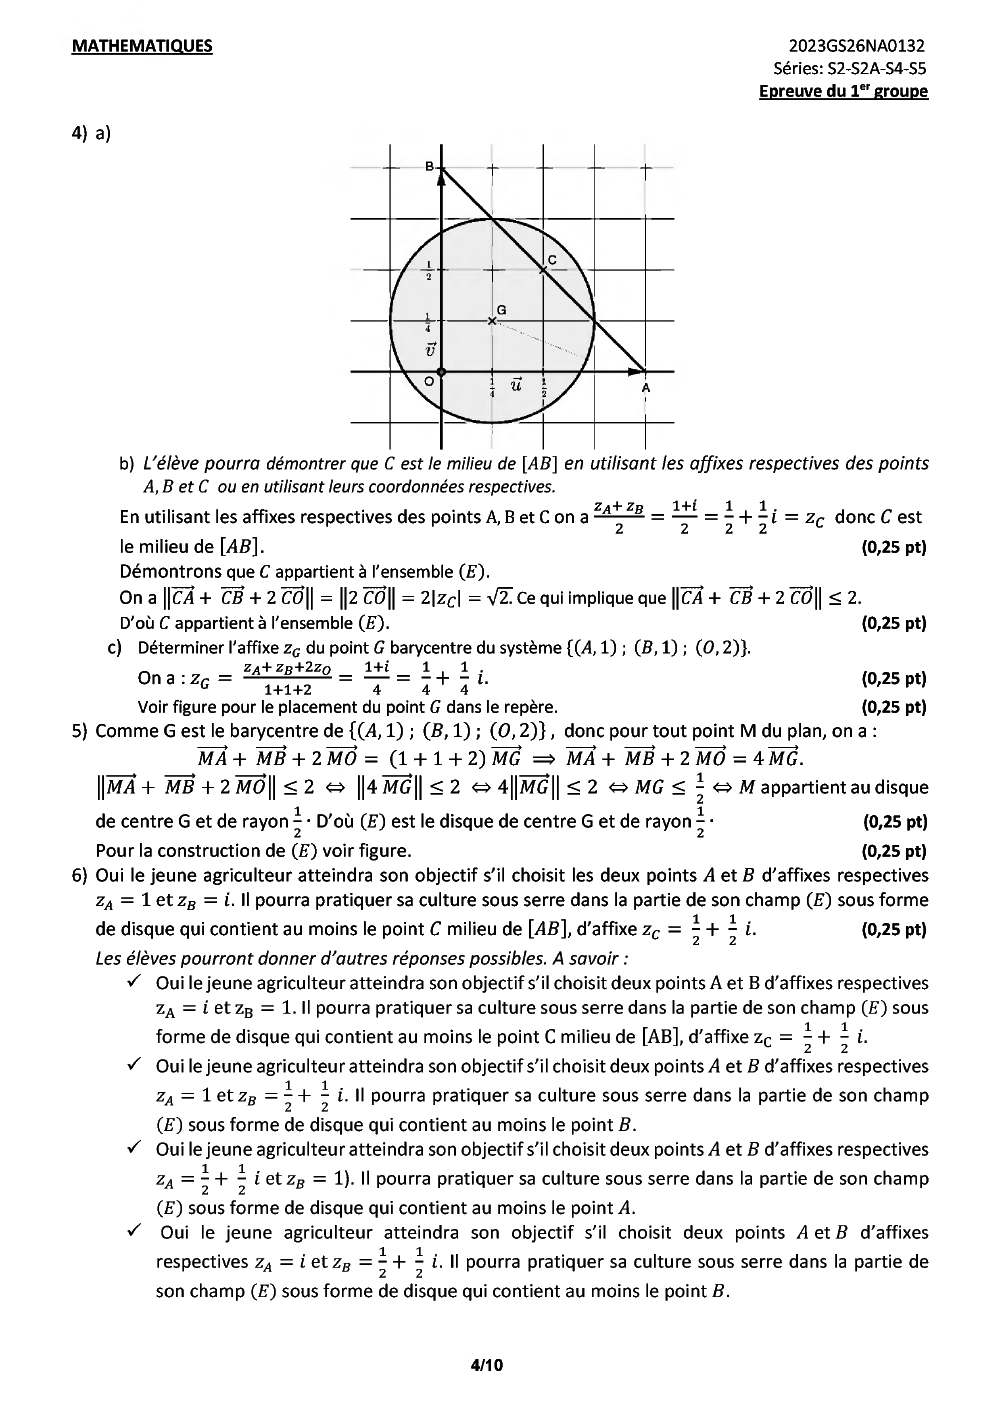 MATHEMATIQUES
2023GS26NA0132
Séries: S2-S2A-S4-S5
Epreuve du 1er groupe
4) a)
B
1/2
C
1/4
G
v⃗
O
1/4
u⃗
1/2
A
b) L'élève pourra démontrer que C est le milieu de [AB] en utilisant les affixes respectives des points
A, B et C ou en utilisant leurs coordonnées respectives.
En utilisant les affixes respectives des points A, B et C on a (z_A + z_B)/2 = (1+i)/2 = 1/2 + 1/2 i = z_C donc C est
le milieu de [AB]. (0,25 pt)
Démontrons que C appartient à l'ensemble (E).
On a ‖CA⃗ + CB⃗ + 2 CO⃗‖ = ‖2 CO⃗‖ = 2|z_C| = √2. Ce qui implique que ‖CA⃗ + CB⃗ + 2 CO⃗‖ ≤ 2.
D'où C appartient à l'ensemble (E). (0,25 pt)
c) Déterminer l'affixe z_G du point G barycentre du système {(A, 1) ; (B, 1) ; (O, 2)}.
On a : z_G = (z_A + z_B + 2z_O)/(1+1+2) = (1+i)/4 = 1/4 + 1/4 i. (0,25 pt)
Voir figure pour le placement du point G dans le repère. (0,25 pt)
5) Comme G est le barycentre de {(A, 1) ; (B, 1) ; (O, 2)} , donc pour tout point M du plan, on a :
MA⃗ + MB⃗ + 2 MO⃗ = (1 + 1 + 2) MG⃗ ⟹ MA⃗ + MB⃗ + 2 MO⃗ = 4 MG⃗.
‖MA⃗ + MB⃗ + 2 MO⃗‖ ≤ 2 ⇔ ‖4 MG⃗‖ ≤ 2 ⇔ 4‖MG⃗‖ ≤ 2 ⇔ MG ≤ 1/2 ⇔ M appartient au disque
de centre G et de rayon 1/2 · D'où (E) est le disque de centre G et de rayon 1/2 · (0,25 pt)
Pour la construction de (E) voir figure. (0,25 pt)
6) Oui le jeune agriculteur atteindra son objectif s'il choisit les deux points A et B d'affixes respectives
z_A = 1 et z_B = i. Il pourra pratiquer sa culture sous serre dans la partie de son champ (E) sous forme
de disque qui contient au moins le point C milieu de [AB], d'affixe z_C = 1/2 + 1/2 i. (0,25 pt)
Les élèves pourront donner d'autres réponses possibles. A savoir :
✓ Oui le jeune agriculteur atteindra son objectif s'il choisit deux points A et B d'affixes respectives
z_A = i et z_B = 1. Il pourra pratiquer sa culture sous serre dans la partie de son champ (E) sous
forme de disque qui contient au moins le point C milieu de [AB], d'affixe z_C = 1/2 + 1/2 i.
✓ Oui le jeune agriculteur atteindra son objectif s'il choisit deux points A et B d'affixes respectives
z_A = 1 et z_B = 1/2 + 1/2 i. Il pourra pratiquer sa culture sous serre dans la partie de son champ
(E) sous forme de disque qui contient au moins le point B.
✓ Oui le jeune agriculteur atteindra son objectif s'il choisit deux points A et B d'affixes respectives
z_A = 1/2 + 1/2 i et z_B = 1). Il pourra pratiquer sa culture sous serre dans la partie de son champ
(E) sous forme de disque qui contient au moins le point A.
✓ Oui le jeune agriculteur atteindra son objectif s'il choisit deux points A et B d'affixes
respectives z_A = i et z_B = 1/2 + 1/2 i. Il pourra pratiquer sa culture sous serre dans la partie de
son champ (E) sous forme de disque qui contient au moins le point B.
4/10